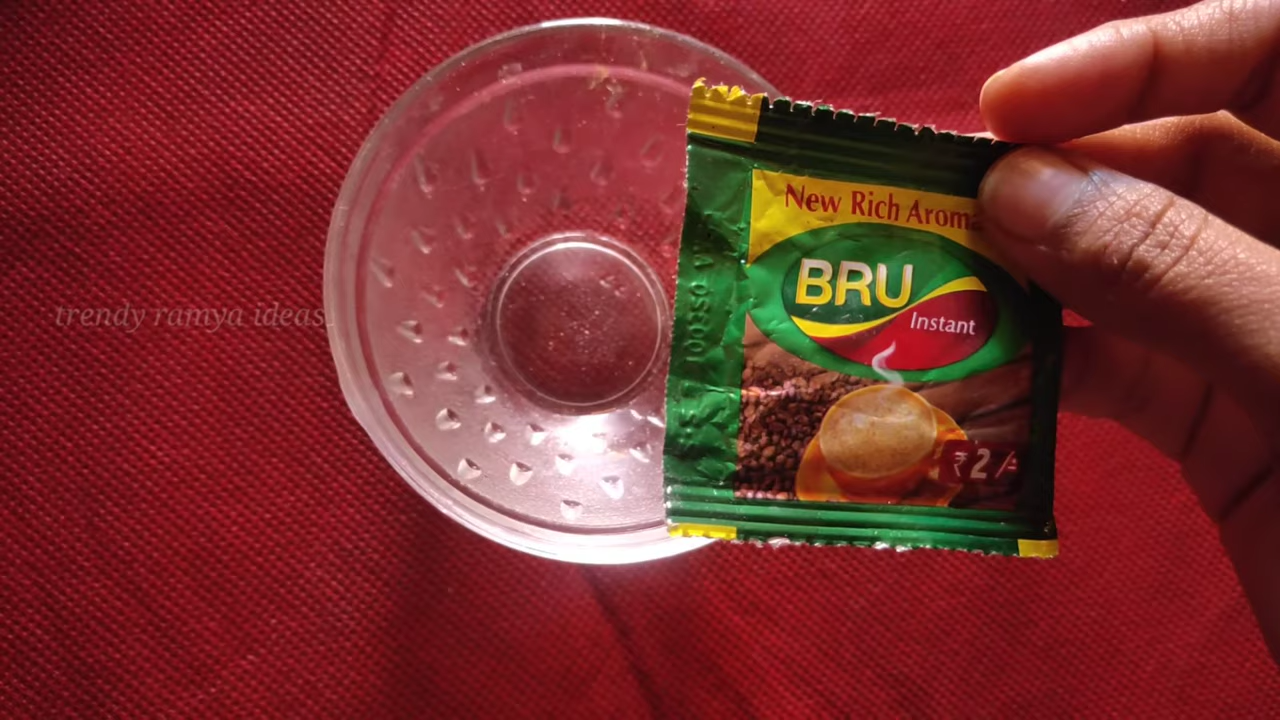 New Rich Aroma
BRU
Instant
₹2/-
trendy ramya ideas